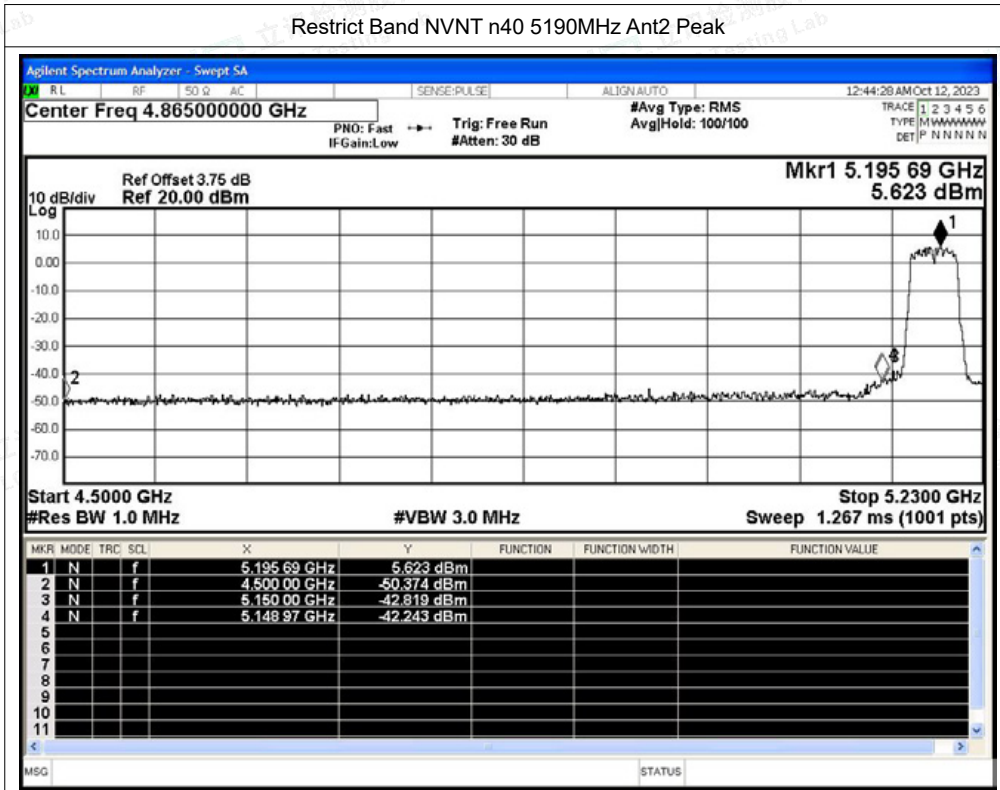 Restrict Band NVNT n40 5190MHz Ant2 Peak
Agilent Spectrum Analyzer - Swept SA
RL RF 50 Ω AC SENSE:PULSE ALIGN AUTO 12:44:28 AM Oct 12, 2023
Center Freq 4.865000000 GHz #Avg Type: RMS TRACE 1 2 3 4 5 6
PNO: Fast Trig: Free Run Avg|Hold: 100/100 TYPE M
IFGain:Low #Atten: 30 dB DET P N N N N N
Mkr1 5.195 69 GHz
Ref Offset 3.75 dB
10 dB/div Ref 20.00 dBm 5.623 dBm
Log
10.0
0.00
-10.0
-20.0
-30.0
-40.0
-50.0
-60.0
-70.0
1
2
Start 4.5000 GHz Stop 5.2300 GHz
#Res BW 1.0 MHz #VBW 3.0 MHz Sweep 1.267 ms (1001 pts)
MKR MODE TRC SCL X Y FUNCTION FUNCTION WIDTH FUNCTION VALUE
1 N f 5.195 69 GHz 5.623 dBm
2 N f 4.500 00 GHz -50.374 dBm
3 N f 5.150 00 GHz -42.819 dBm
4 N f 5.148 97 GHz -42.243 dBm
5
6
7
8
9
10
11
MSG STATUS